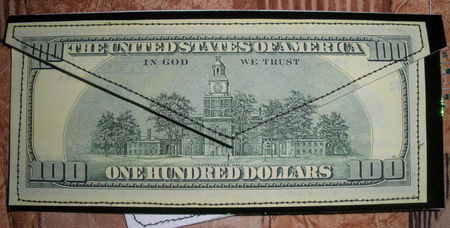 100 THE UNITED STATES OF AMERICA 100
IN GOD WE TRUST
100 ONE HUNDRED DOLLARS 100